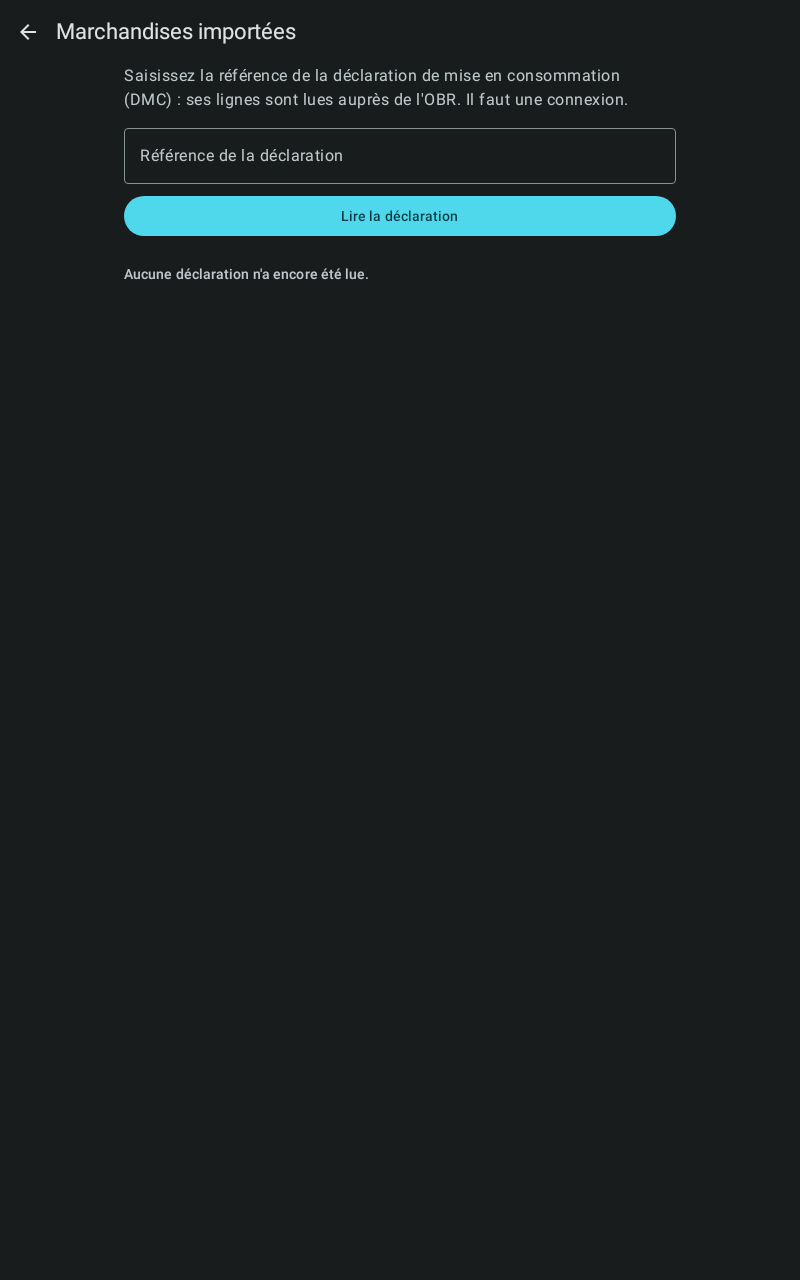 Marchandises importées
Saisissez la référence de la déclaration de mise en consommation
(DMC) : ses lignes sont lues auprès de l'OBR. Il faut une connexion.
Référence de la déclaration
Lire la déclaration
Aucune déclaration n'a encore été lue.